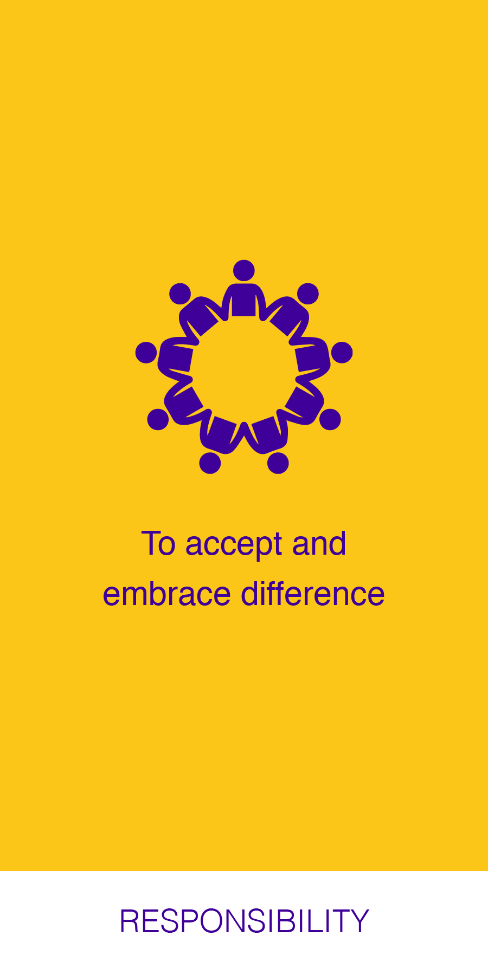 To accept and
embrace difference
RESPONSIBILITY